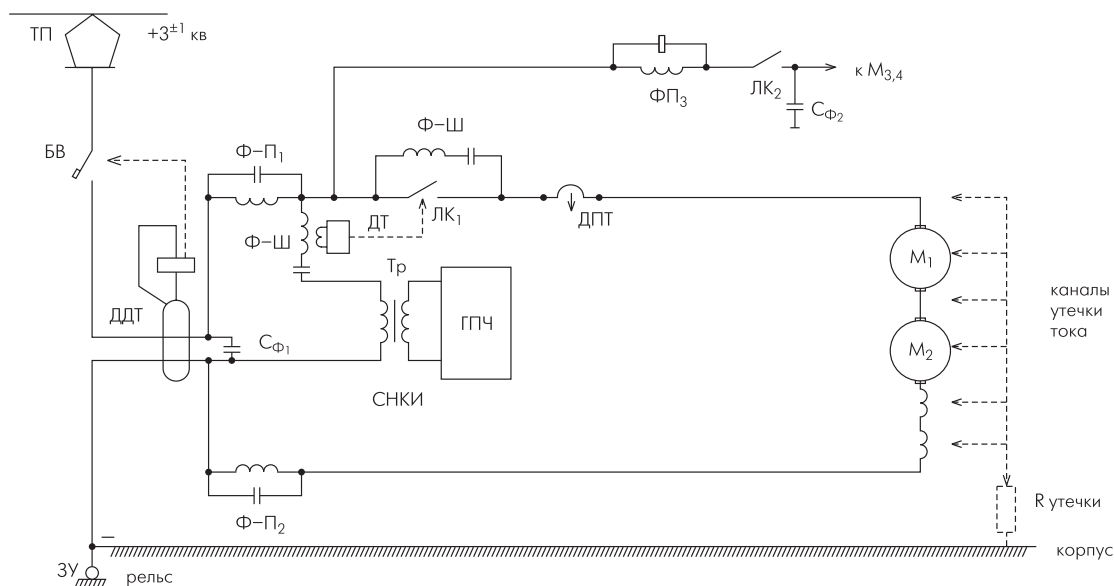 ТП
+3±1 кв
БВ
Ф–П1
Ф–Ш
ФП3
ЛК2
к М3,4
СФ2
Ф–Ш
ДТ
ЛК1
ДПТ
Тр
ГПЧ
ДДТ
СФ1
СНКИ
М1
М2
каналы
утечки
тока
Ф–П2
R утечки
–
ЗУ
рельс
корпус